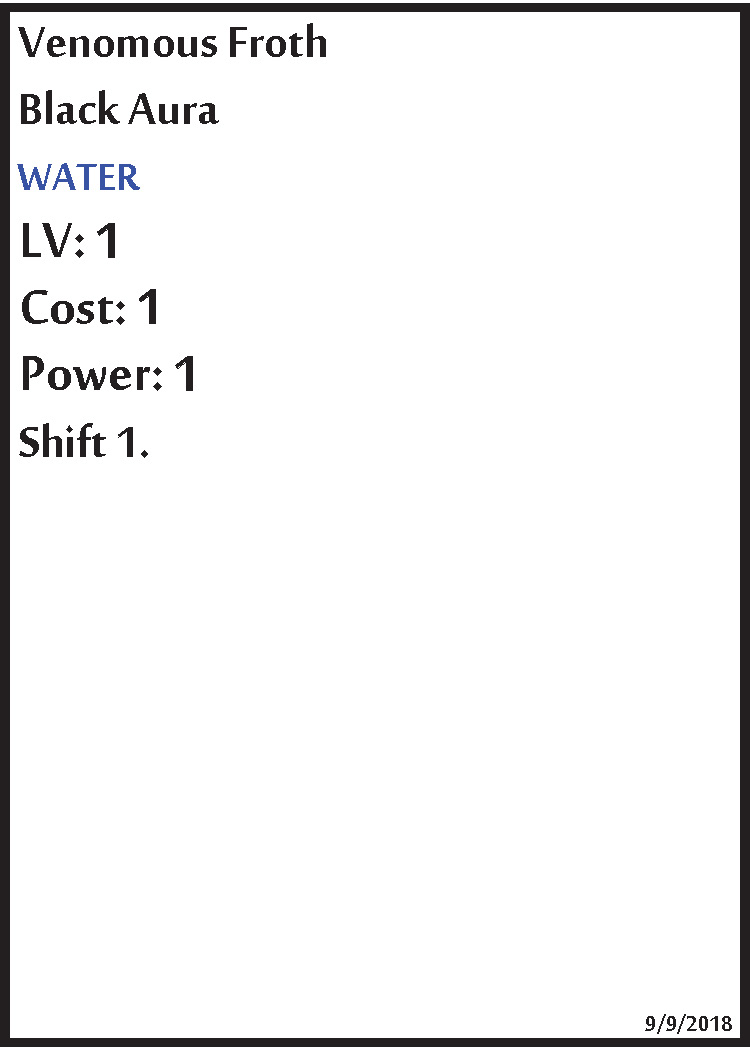 Venomous Froth
Black Aura
WATER
LV: 1
Cost: 1
Power: 1
Shift 1.
9/9/2018